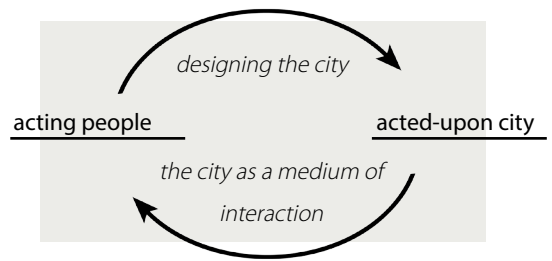 designing the city
acting people
acted-upon city
the city as a medium of
interaction